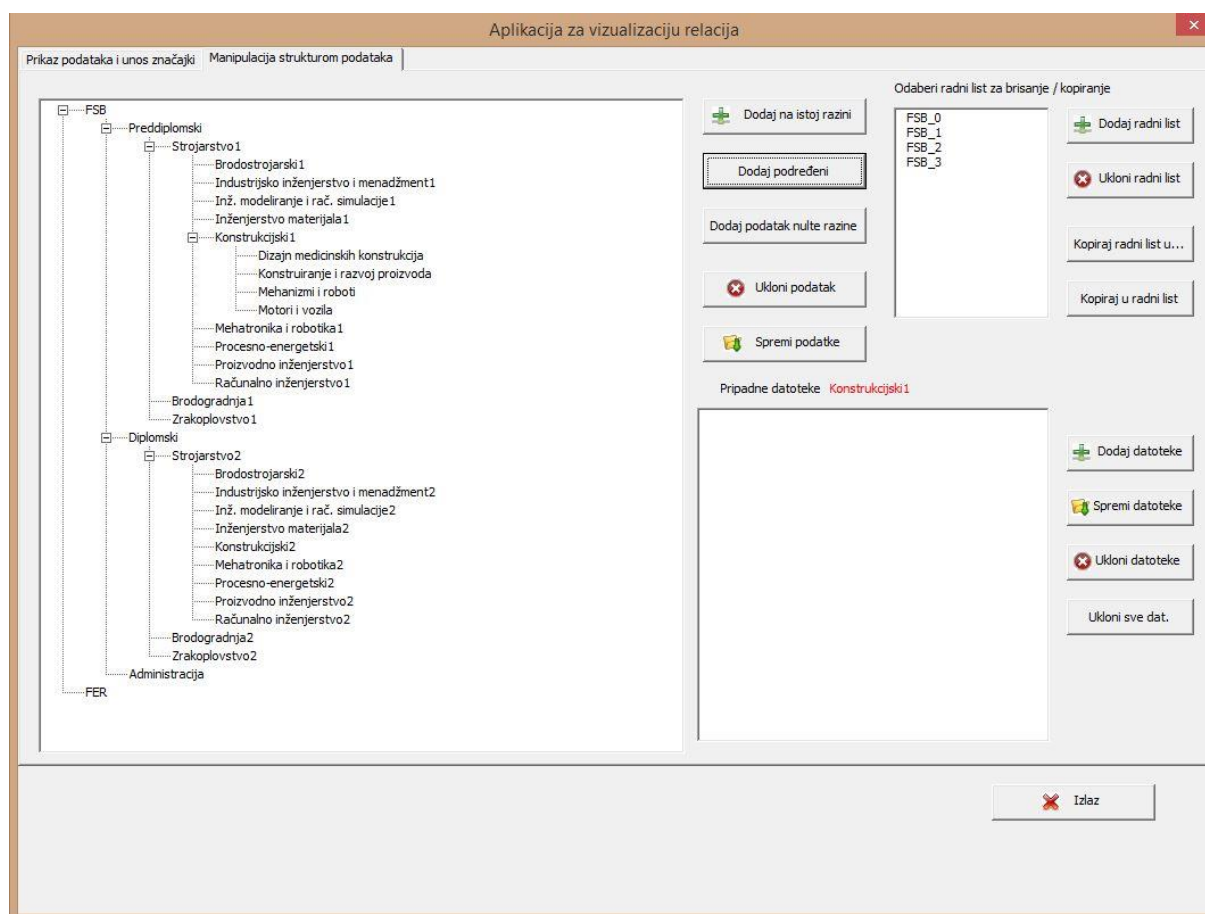 Aplikacija za vizualizaciju relacija
Prikaz podataka i unos značajki
Manipulacija strukturom podataka
FSB
Preddiplomski
Strojarstvo1
Brodostrojarski1
Industrijsko inženjerstvo i menadžment1
Inž. modeliranje i rač. simulacije1
Inženjerstvo materijala1
Konstrukcijski1
Dizajn medicinskih konstrukcija
Konstruiranje i razvoj proizvoda
Mehanizmi i roboti
Motori i vozila
Mehatronika i robotika1
Procesno-energetski1
Proizvodno inženjerstvo1
Računalno inženjerstvo1
Brodogradnja1
Zrakoplovstvo1
Diplomski
Strojarstvo2
Brodostrojarski2
Industrijsko inženjerstvo i menadžment2
Inž. modeliranje i rač. simulacije2
Inženjerstvo materijala2
Konstrukcijski2
Mehatronika i robotika2
Procesno-energetski2
Proizvodno inženjerstvo2
Računalno inženjerstvo2
Brodogradnja2
Zrakoplovstvo2
Administracija
FER
Dodaj na istoj razini
Dodaj podređeni
Dodaj podatak nulte razine
Ukloni podatak
Spremi podatke
Odaberi radni list za brisanje / kopiranje
FSB_0
FSB_1
FSB_2
FSB_3
Dodaj radni list
Ukloni radni list
Kopiraj radni list u...
Kopiraj u radni list
Pripadne datoteke Konstrukcijski1
Dodaj datoteke
Spremi datoteke
Ukloni datoteke
Ukloni sve dat.
Izlaz